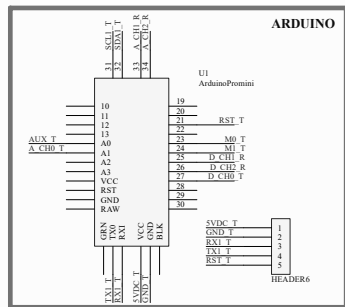 ARDUINO
SCL1_T
SDA1_T
A_CH1_R
A_CH2_R
31
32
33
34
U1
ArduinoPromini
10
11
12
13
A0
A1
A2
A3
VCC
RST
GND
RAW
AUX_T
A_CH0_T
19
20
21
22
23
24
25
26
27
28
29
30
RST_T
M0_T
M1_T
D_CH1_R
D_CH2_R
D_CH0_T
GRN
TX0
RXI
VCC
GND
BLK
TX1_T
RX1_T
5VDC_T
GND_T
5VDC_T 1
GND_T 2
RX1_T 3
TX1_T 4
RST_T 5
HEADER6